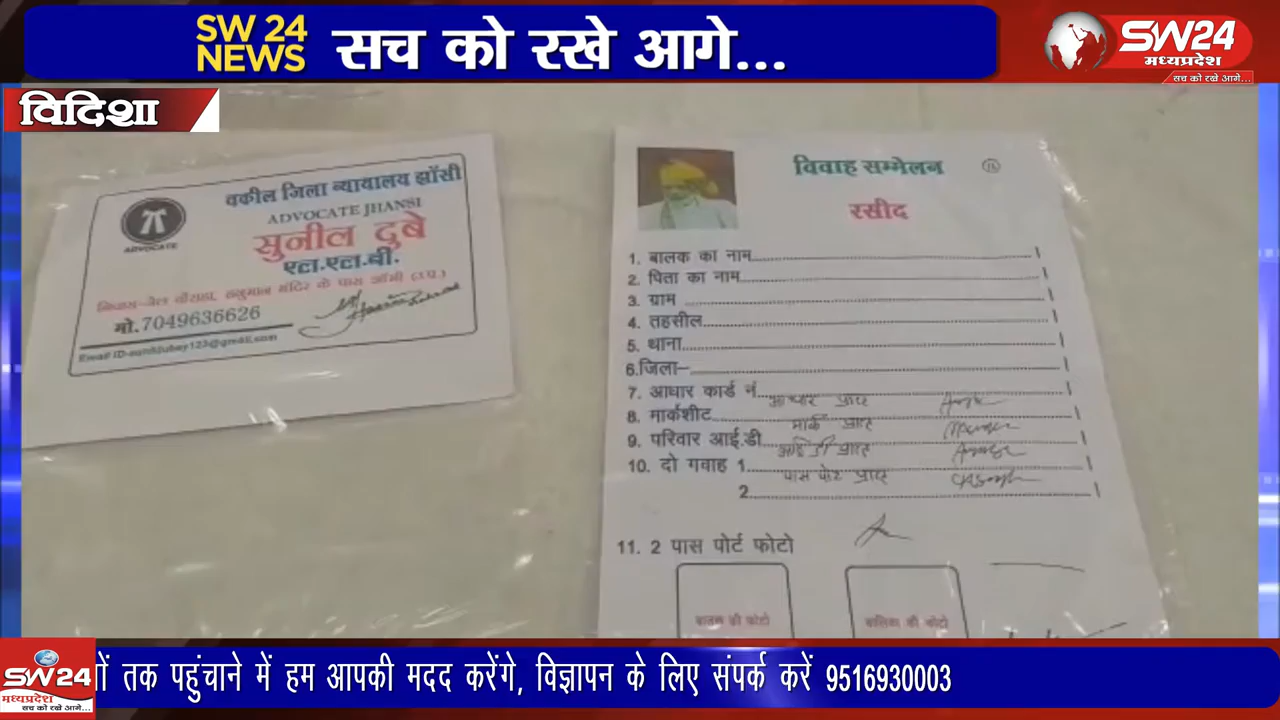 SW 24
NEWS
सच को रखे आगे...
SW24
मध्यप्रदेश
सच को रखे आगे...
विदिशा
वकील जिला न्यायालय झाँसी
ADVOCATE JHANSI
ADVOCATE
सुनील दुबे
एल.एल.बी.
हनुमान मंदिर के पास
मो.7049636626
विवाह सम्मेलन
रसीद
1. बालक का नाम
2. पिता का नाम
3. ग्राम
4. तहसील
5. थाना
6.जिला-
7. आधार कार्ड नं.
8. मार्कशीट
9. परिवार आई.डी
10. दो गवाह 1
2
11. 2 पास पोर्ट फोटो
बालक की फोटो
बालिका की फोटो
SW24
मध्यप्रदेश
सच को रखे आगे...
तक पहुंचाने में हम आपकी मदद करेंगे, विज्ञापन के लिए संपर्क करें 9516930003